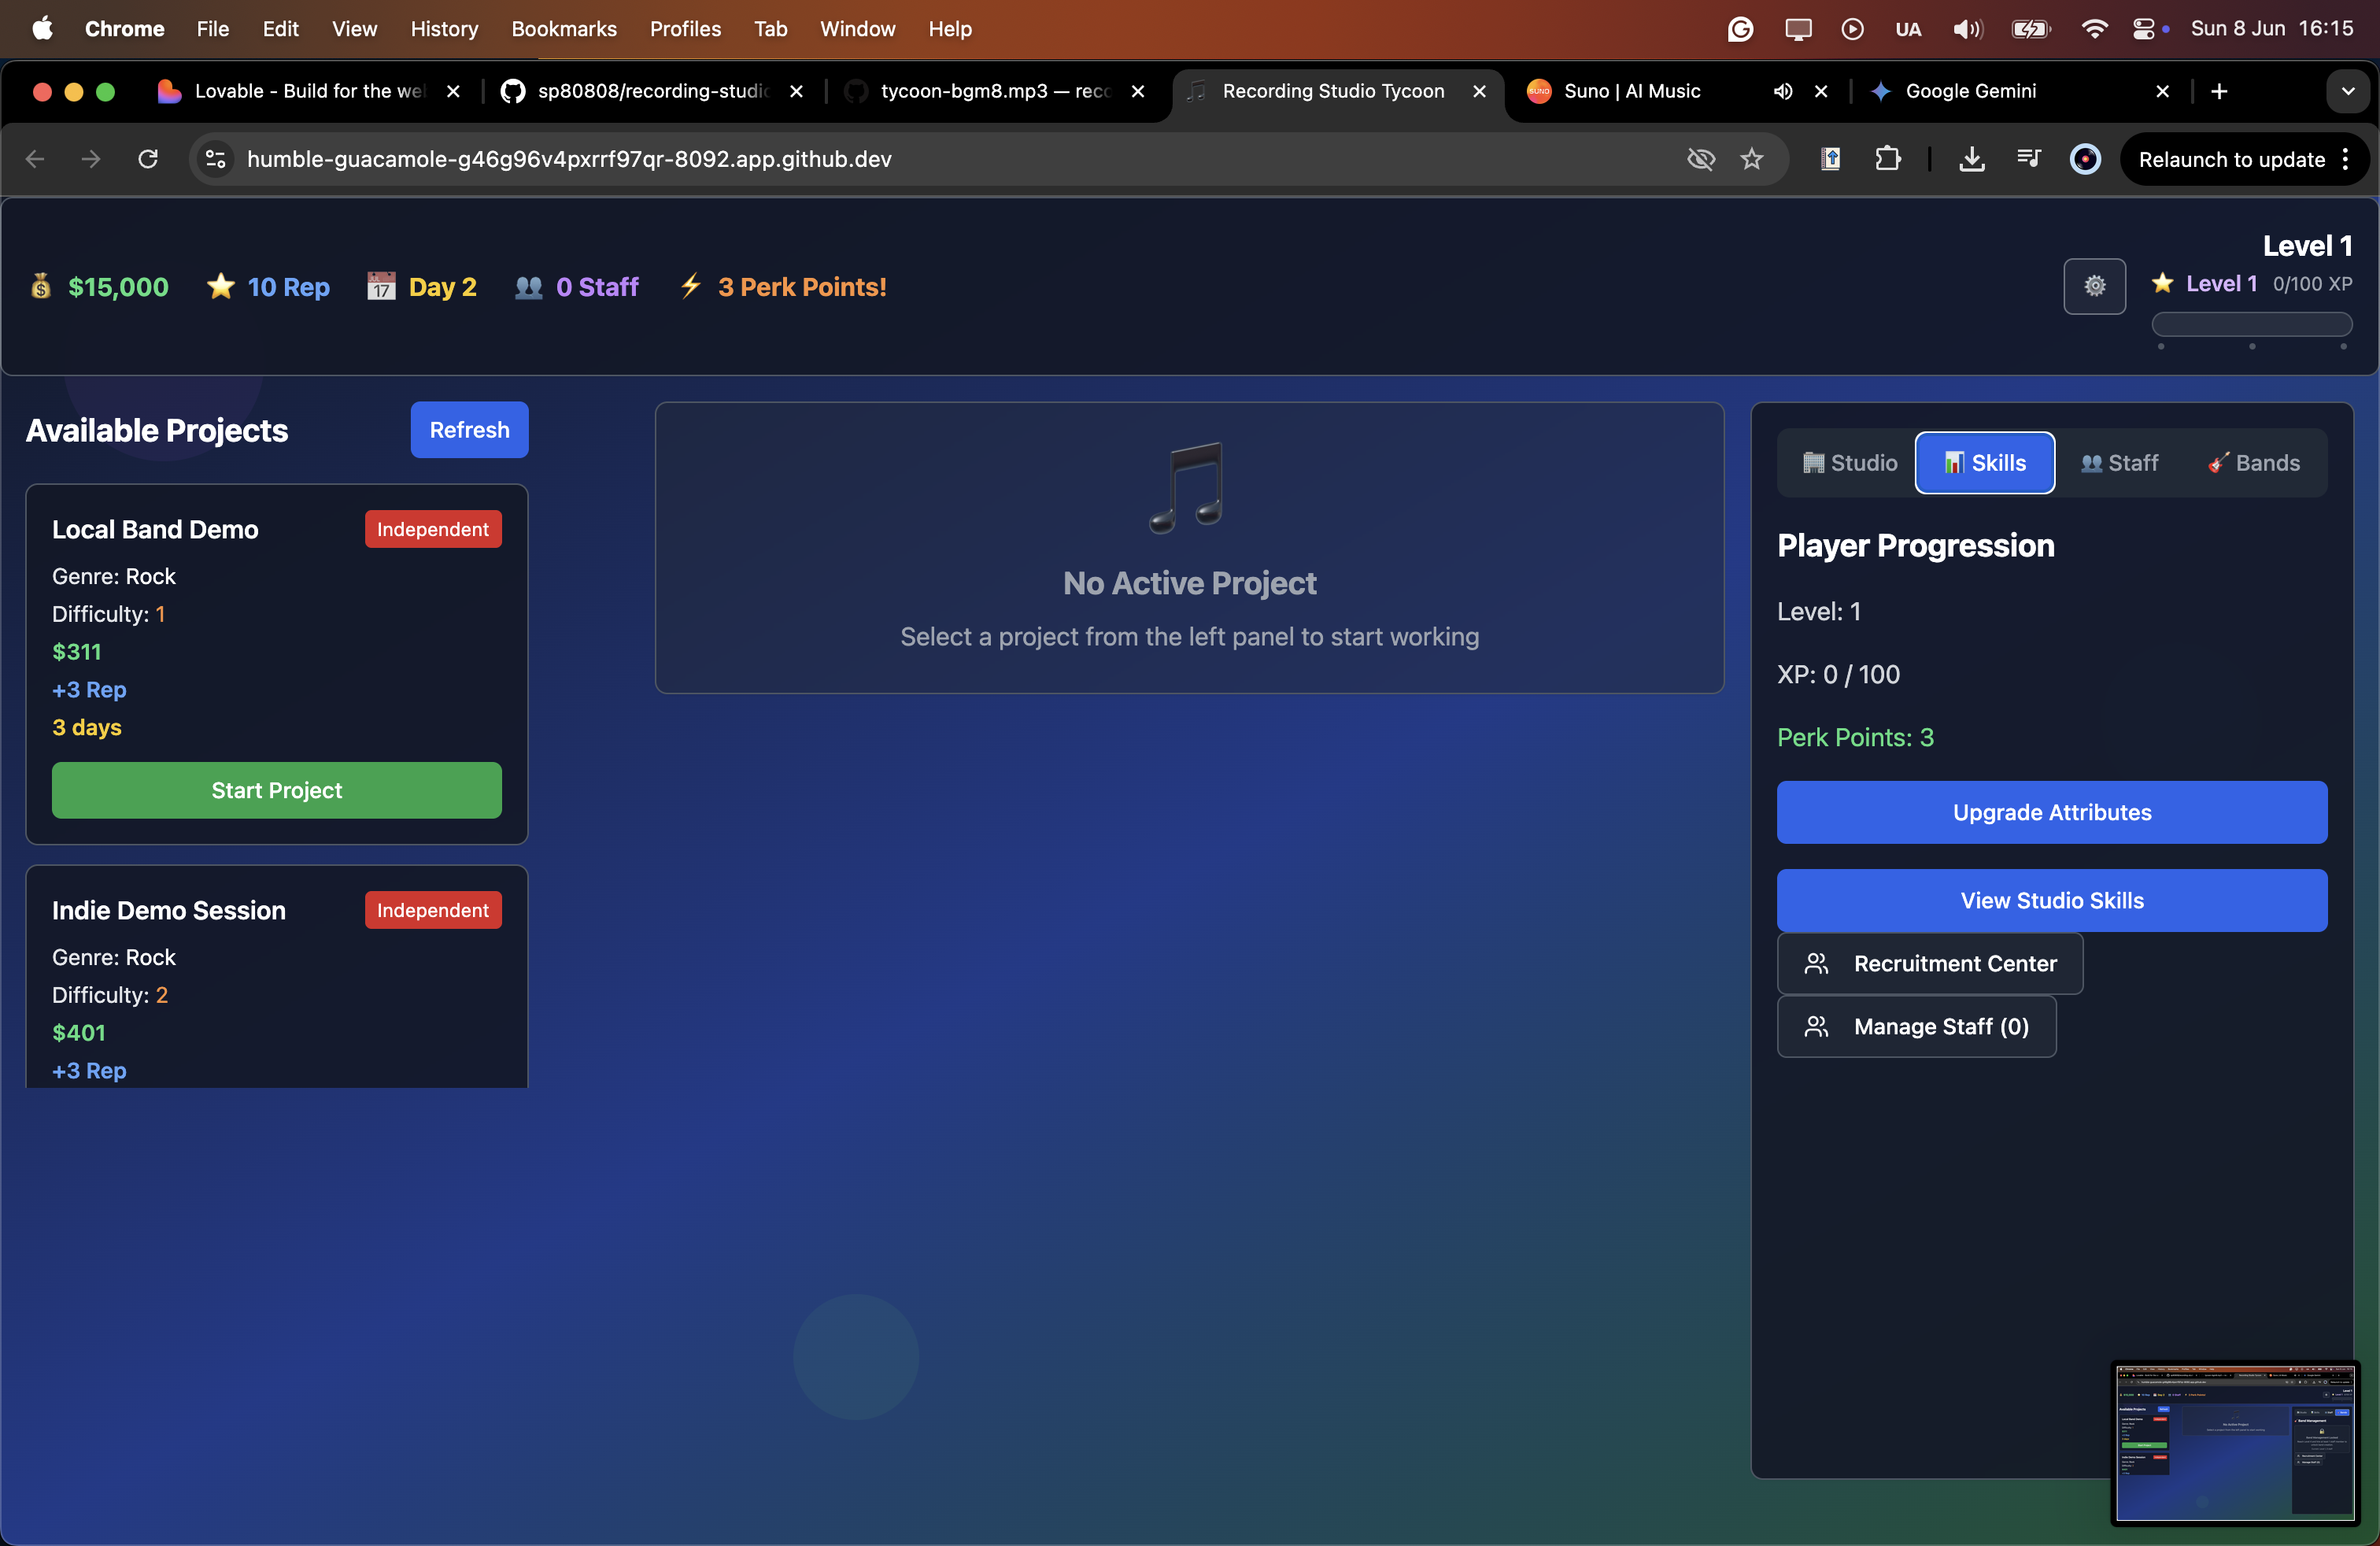 Chrome File Edit View History Bookmarks Profiles Tab Window Help UA Sun 8 Jun 16:15
Lovable - Build for the we
sp80808/recording-studio
tycoon-bgm8.mp3 — reco
Recording Studio Tycoon
SUNO Suno | AI Music
Google Gemini
humble-guacamole-g46g96v4pxrrf97qr-8092.app.github.dev
Relaunch to update
$15,000 10 Rep 17 Day 2 0 Staff 3 Perk Points!
Level 1
Level 1 0/100 XP
Available Projects
Refresh
Local Band Demo
Independent
Genre: Rock
Difficulty: 1
$311
+3 Rep
3 days
Start Project
Indie Demo Session
Independent
Genre: Rock
Difficulty: 2
$401
+3 Rep
No Active Project
Select a project from the left panel to start working
Studio Skills Staff Bands
Player Progression
Level: 1
XP: 0 / 100
Perk Points: 3
Upgrade Attributes
View Studio Skills
Recruitment Center
Manage Staff (0)